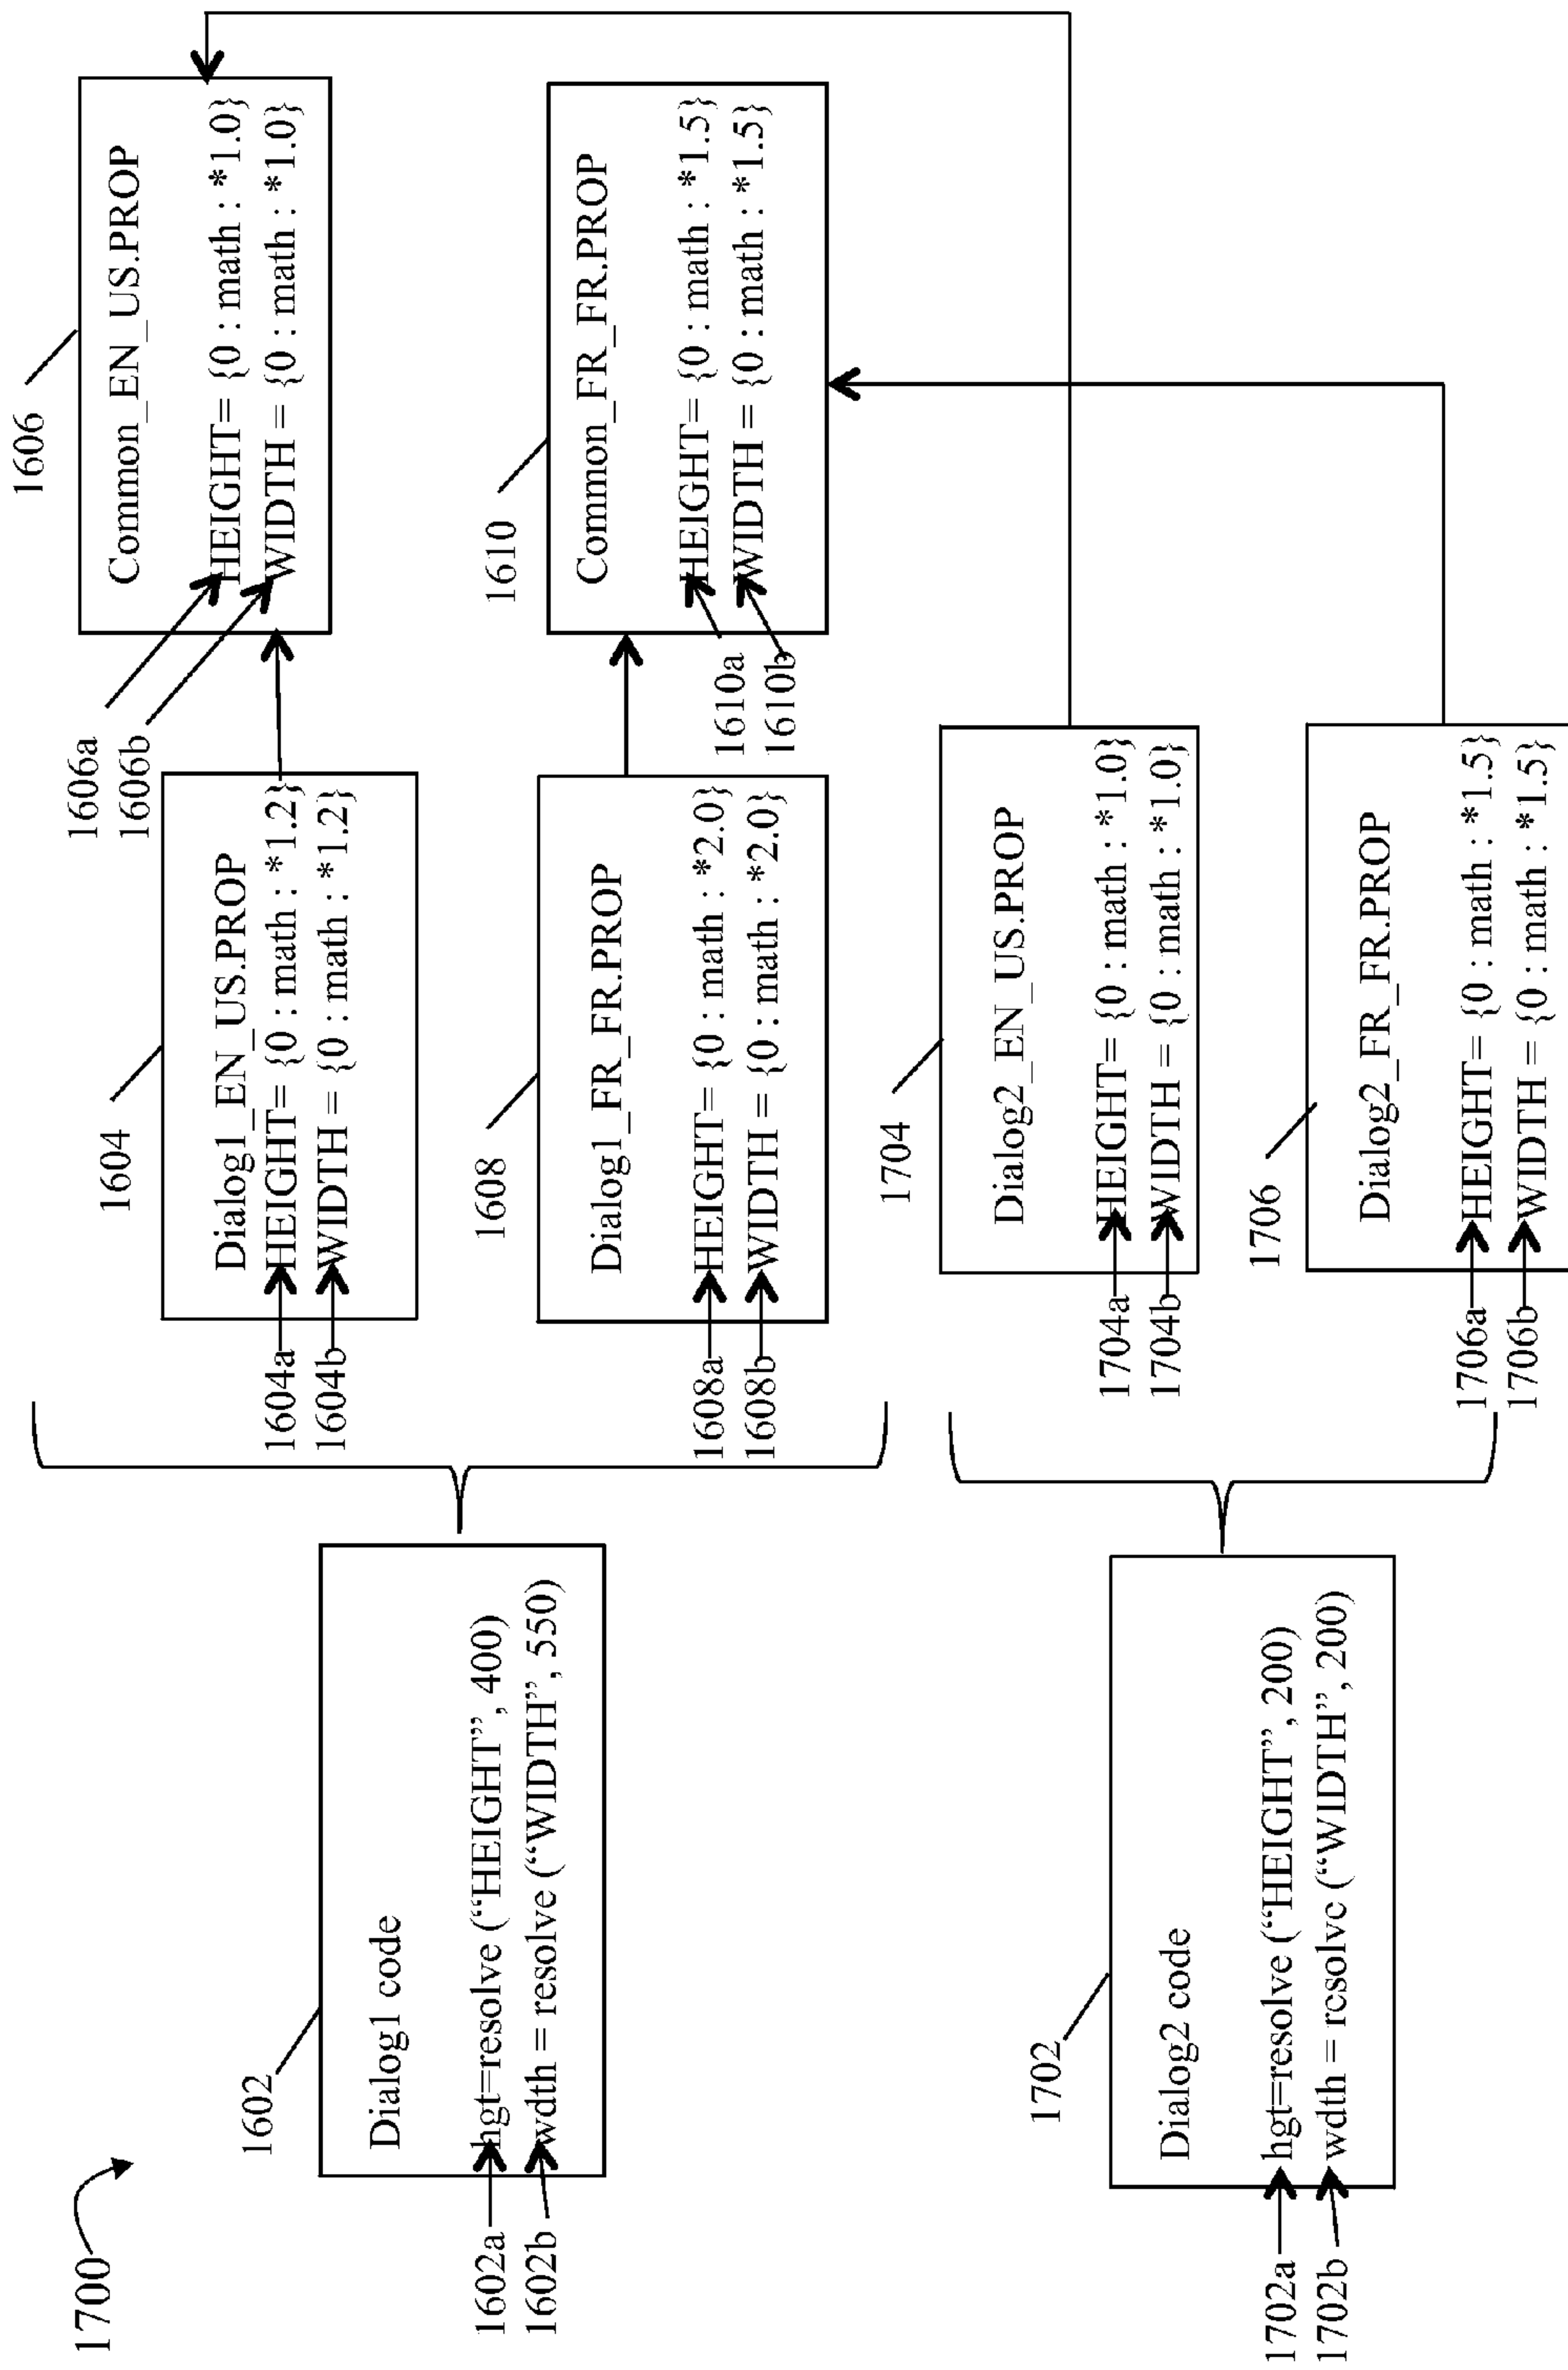 1700
1602
Dialog1 code
hgt=resolve (“HEIGHT”, 400)
wdth = resolve (“WIDTH”, 550)
1602a
1602b
1604
Dialog1_EN_US.PROP
HEIGHT= {0 : math : *1.2}
WIDTH = {0 : math : *1.2}
1604a
1604b
1606
Common_EN_US.PROP
HEIGHT= {0 : math : *1.0}
WIDTH = {0 : math : *1.0}
1606a
1606b
1608
Dialog1_FR_FR.PROP
HEIGHT= {0 : math : *2.0}
WIDTH = {0 : math : *2.0}
1608a
1608b
1610
Common_FR_FR.PROP
HEIGHT= {0 : math : *1.5}
WIDTH = {0 : math : *1.5}
1610a
1610b
1702
Dialog2 code
hgt=resolve (“HEIGHT”, 200)
wdth = resolve (“WIDTH”, 200)
1702a
1702b
1704
Dialog2_EN_US.PROP
HEIGHT= {0 : math : *1.0}
WIDTH = {0 : math : *1.0}
1704a
1704b
1706
Dialog2_FR_FR.PROP
HEIGHT= {0 : math : *1.5}
WIDTH = {0 : math : *1.5}
1706a
1706b